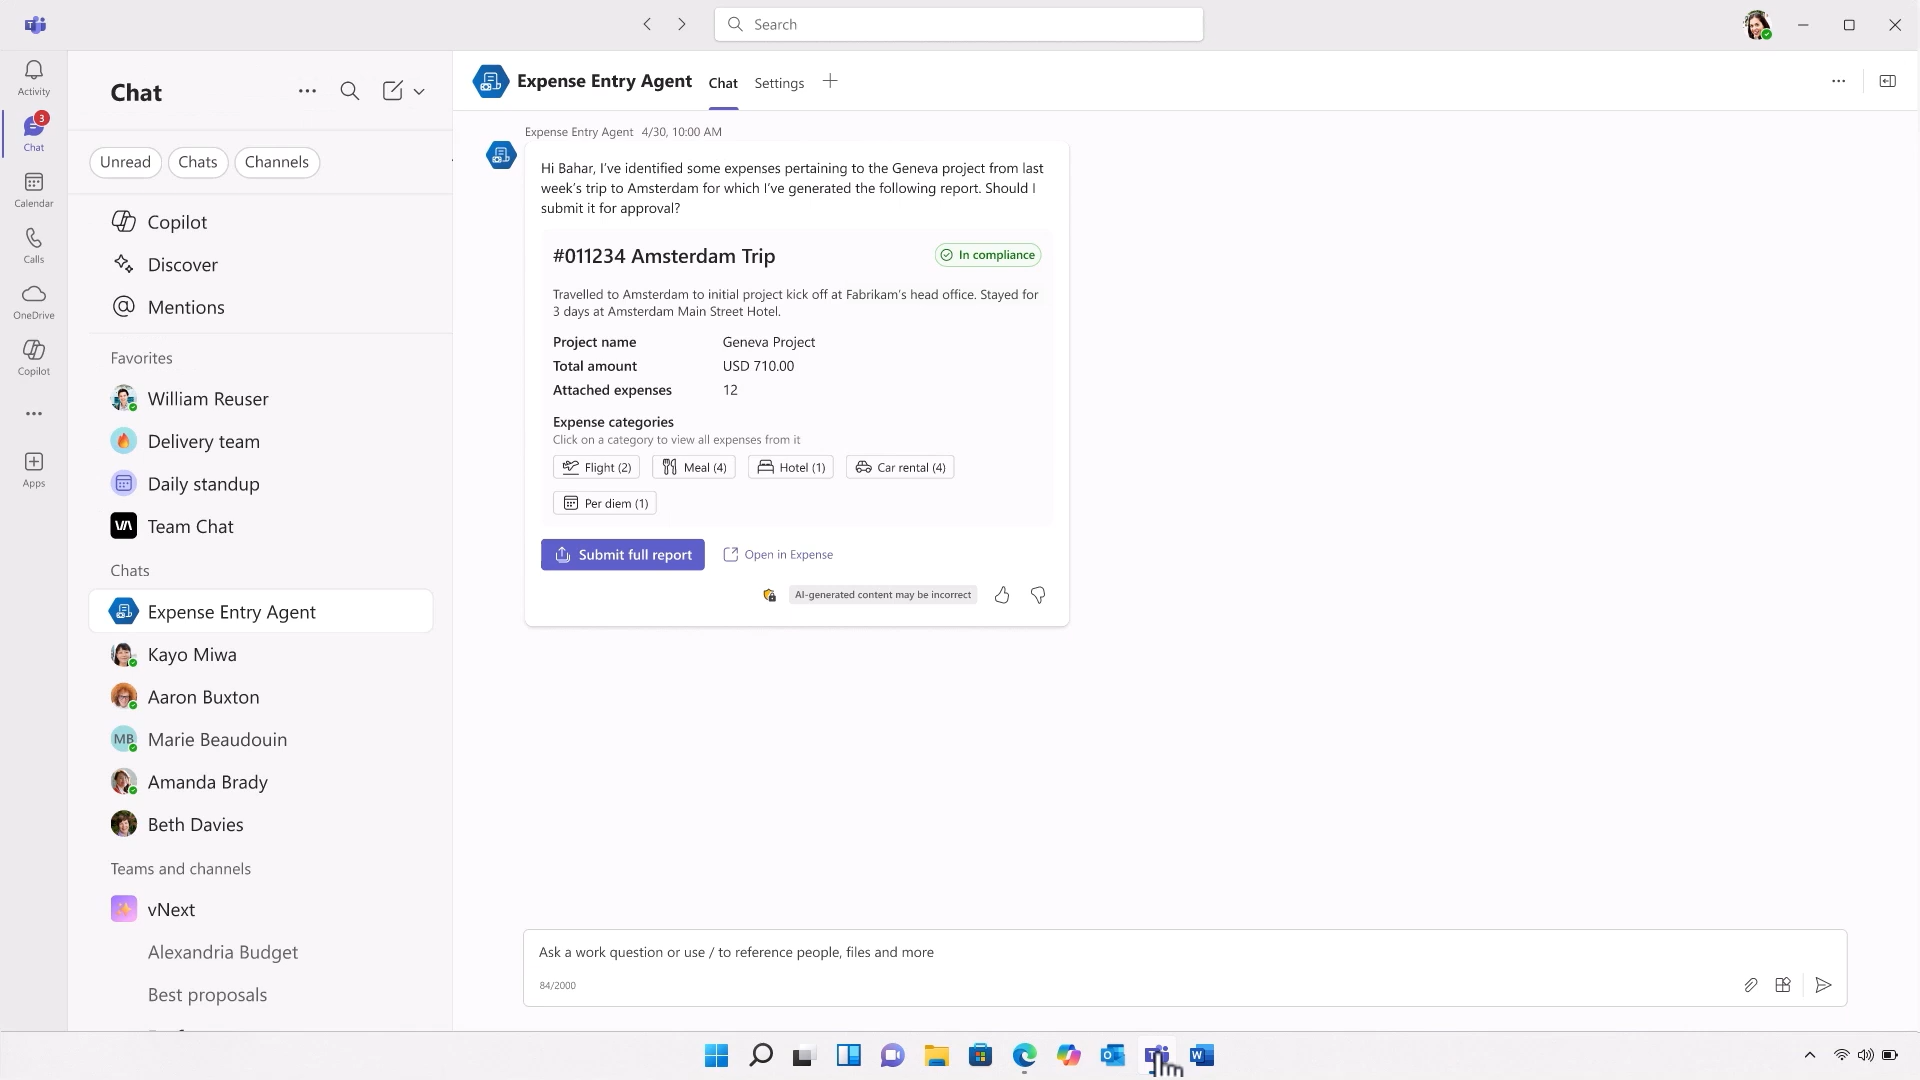 Search
Activity
3
Chat
Calendar
Calls
OneDrive
Copilot
Apps
Chat
Unread
Chats
Channels
Copilot
Discover
Mentions
Favorites
William Reuser
Delivery team
Daily standup
Team Chat
Chats
Expense Entry Agent
Kayo Miwa
Aaron Buxton
MB Marie Beaudouin
Amanda Brady
Beth Davies
Teams and channels
vNext
Alexandria Budget
Best proposals
Expense Entry Agent Chat Settings
Expense Entry Agent 4/30, 10:00 AM
Hi Bahar, I've identified some expenses pertaining to the Geneva project from last
week's trip to Amsterdam for which I've generated the following report. Should I
submit it for approval?
#011234 Amsterdam Trip In compliance
Travelled to Amsterdam to initial project kick off at Fabrikam's head office. Stayed for
3 days at Amsterdam Main Street Hotel.
Project name Geneva Project
Total amount USD 710.00
Attached expenses 12
Expense categories
Click on a category to view all expenses from it
Flight (2) Meal (4) Hotel (1) Car rental (4)
Per diem (1)
Submit full report Open in Expense
AI-generated content may be incorrect
Ask a work question or use / to reference people, files and more
84/2000